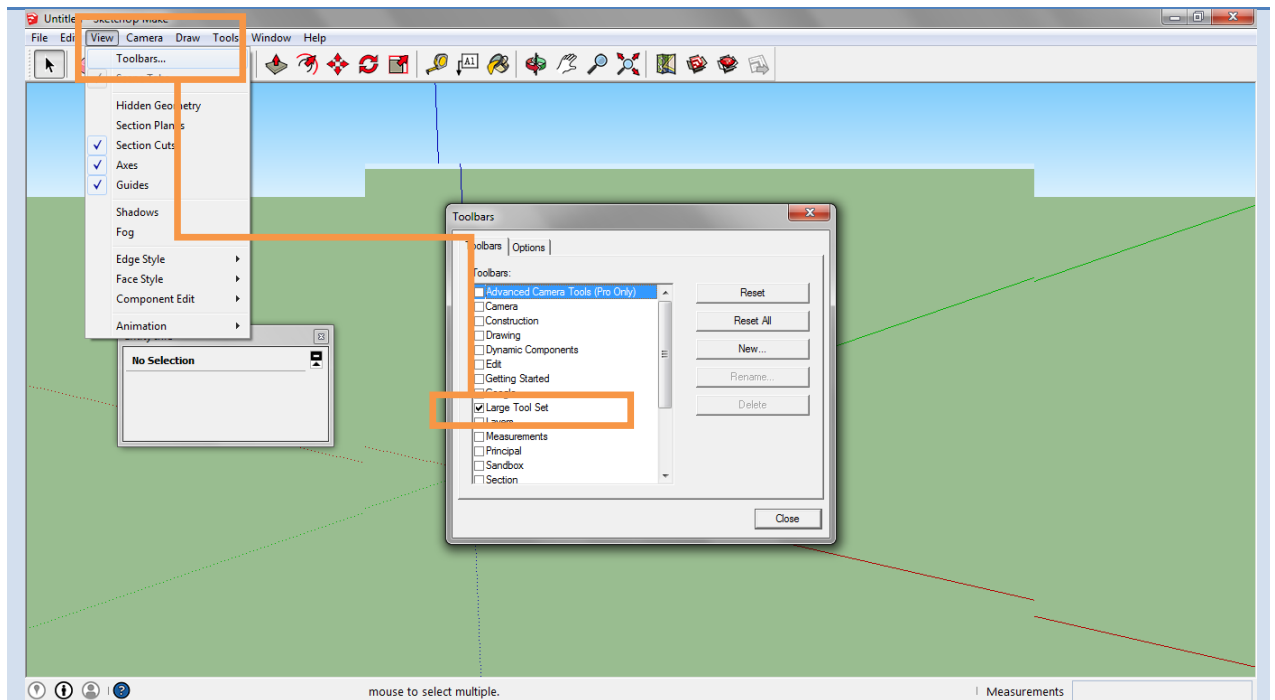 Untitled - SketchUp Make
File Edit View Camera Draw Tools Window Help
Toolbars...
A1
Hidden Geometry
Section Planes
Section Cuts
Axes
Guides
Shadows
Fog
Edge Style
Face Style
Component Edit
Animation
No Selection
Toolbars
Toolbars Options
Toolbars:
Advanced Camera Tools (Pro Only)
Camera
Construction
Drawing
Dynamic Components
Edit
Getting Started
Google
Large Tool Set
Layers
Measurements
Principal
Sandbox
Section
Reset
Reset All
New...
Rename...
Delete
Close
mouse to select multiple.
Measurements